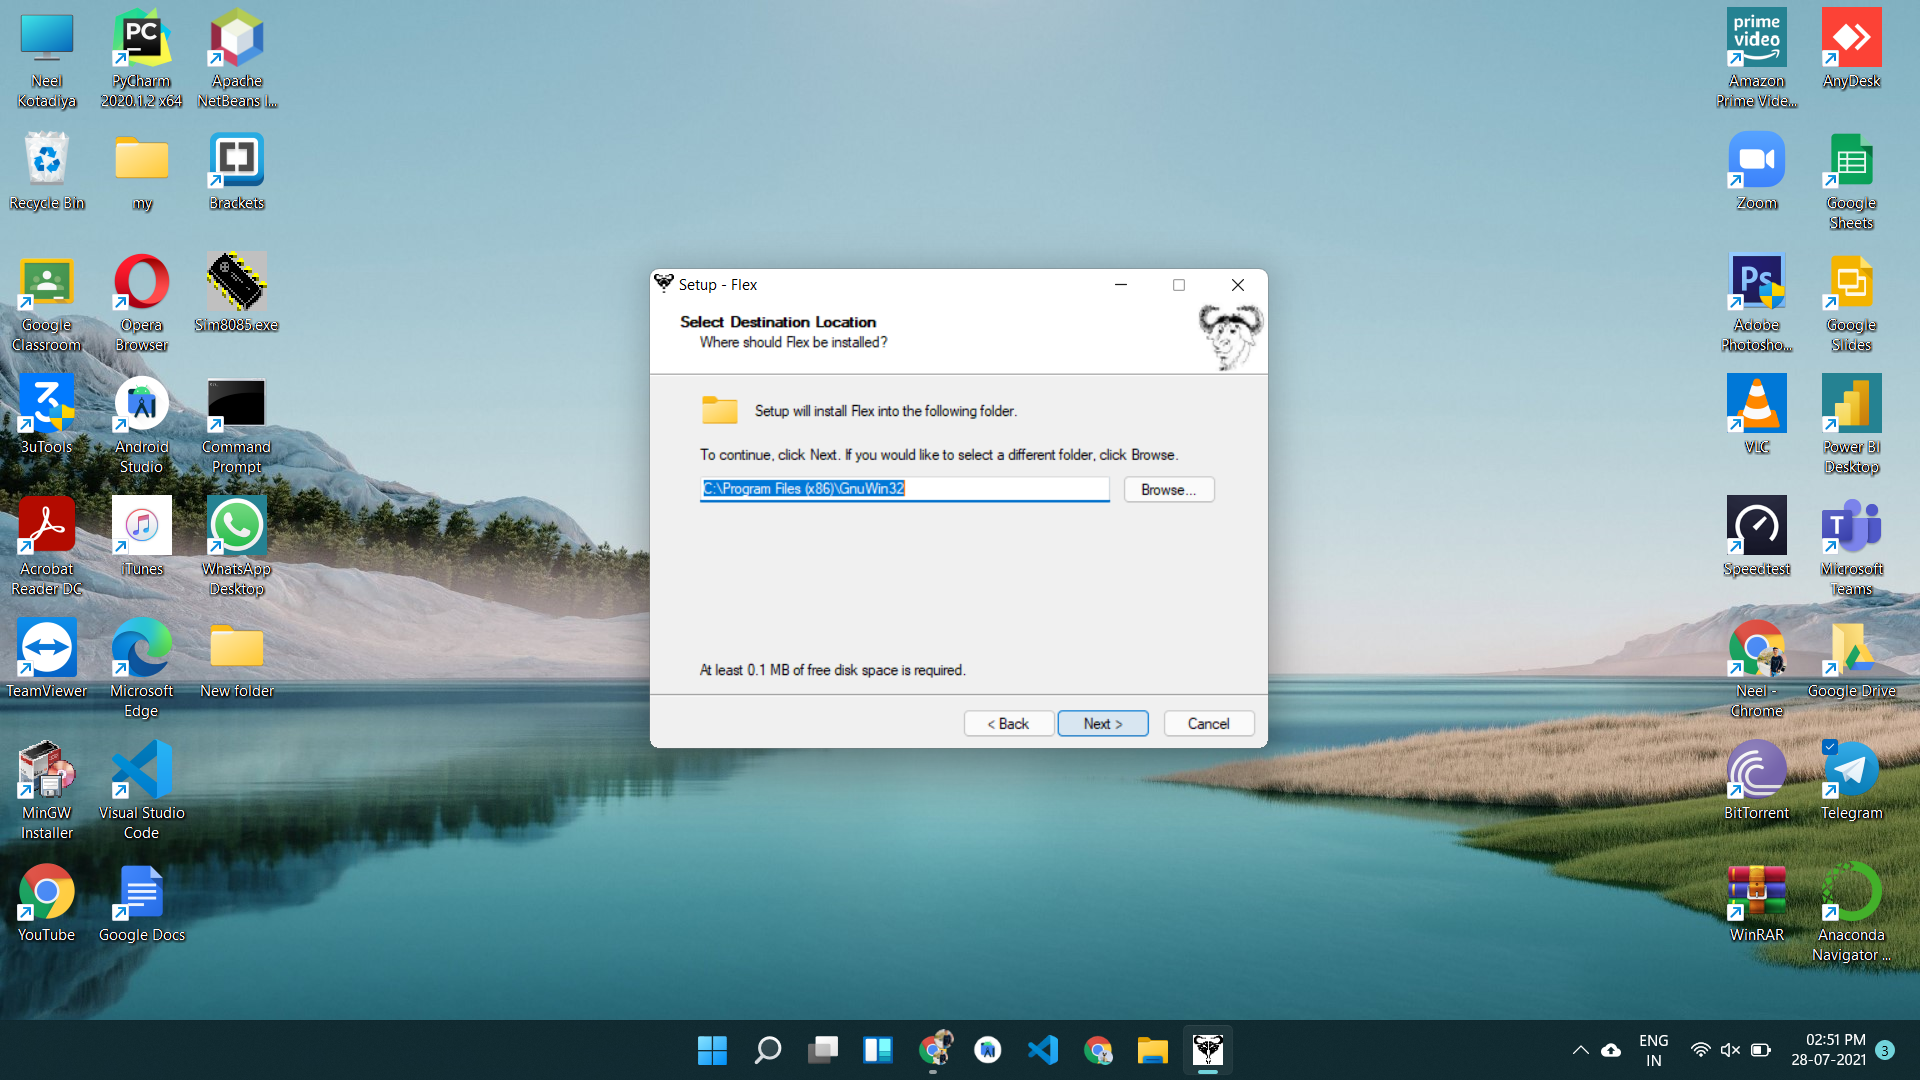 Neel
Kotadiya
PyCharm
2020.1.2 x64
Apache
NetBeans I...
Recycle Bin
my
Brackets
Google
Classroom
Opera
Browser
Sim8085.exe
3uTools
Android
Studio
Command
Prompt
Acrobat
Reader DC
iTunes
WhatsApp
Desktop
TeamViewer
Microsoft
Edge
New folder
MinGW
Installer
Visual Studio
Code
YouTube
Google Docs
Setup - Flex
Select Destination Location
Where should Flex be installed?
Setup will install Flex into the following folder.
To continue, click Next. If you would like to select a different folder, click Browse.
C:\Program Files (x86)\GnuWin32
Browse...
At least 0.1 MB of free disk space is required.
< Back
Next >
Cancel
prime
video
Amazon
Prime Vide...
AnyDesk
Zoom
Google
Sheets
Ps
Adobe
Photosho...
Google
Slides
VLC
Power BI
Desktop
Speedtest
Microsoft
Teams
Neel -
Chrome
Google Drive
BitTorrent
Telegram
WinRAR
Anaconda
Navigator ...
ENG
IN
02:51 PM
28-07-2021
3